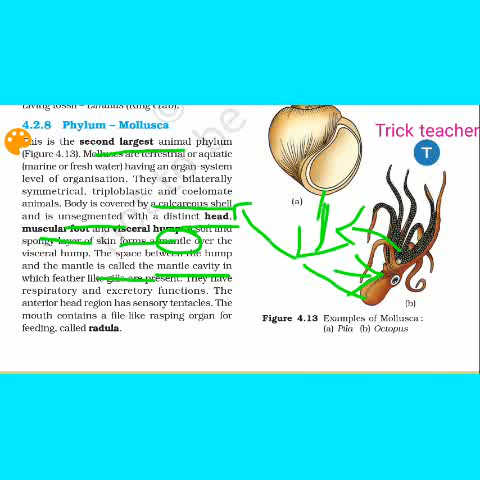 Living fossil – Limulus (King crab).
4.2.8 Phylum – Mollusca
This is the second largest animal phylum
(Figure 4.13). Molluscs are terrestrial or aquatic
(marine or fresh water) having an organ-system
level of organisation. They are bilaterally
symmetrical, triploblastic and coelomate
animals. Body is covered by a calcareous shell
and is unsegmented with a distinct head,
muscular foot and visceral hump. A soft and
spongy layer of skin forms a mantle over the
visceral hump. The space between the hump
and the mantle is called the mantle cavity in
which feather like gills are present. They have
respiratory and excretory functions. The
anterior head region has sensory tentacles. The
mouth contains a file-like rasping organ for
feeding, called radula.
(a)
Trick teacher
T
(b)
Figure 4.13 Examples of Mollusca :
(a) Pila (b) Octopus